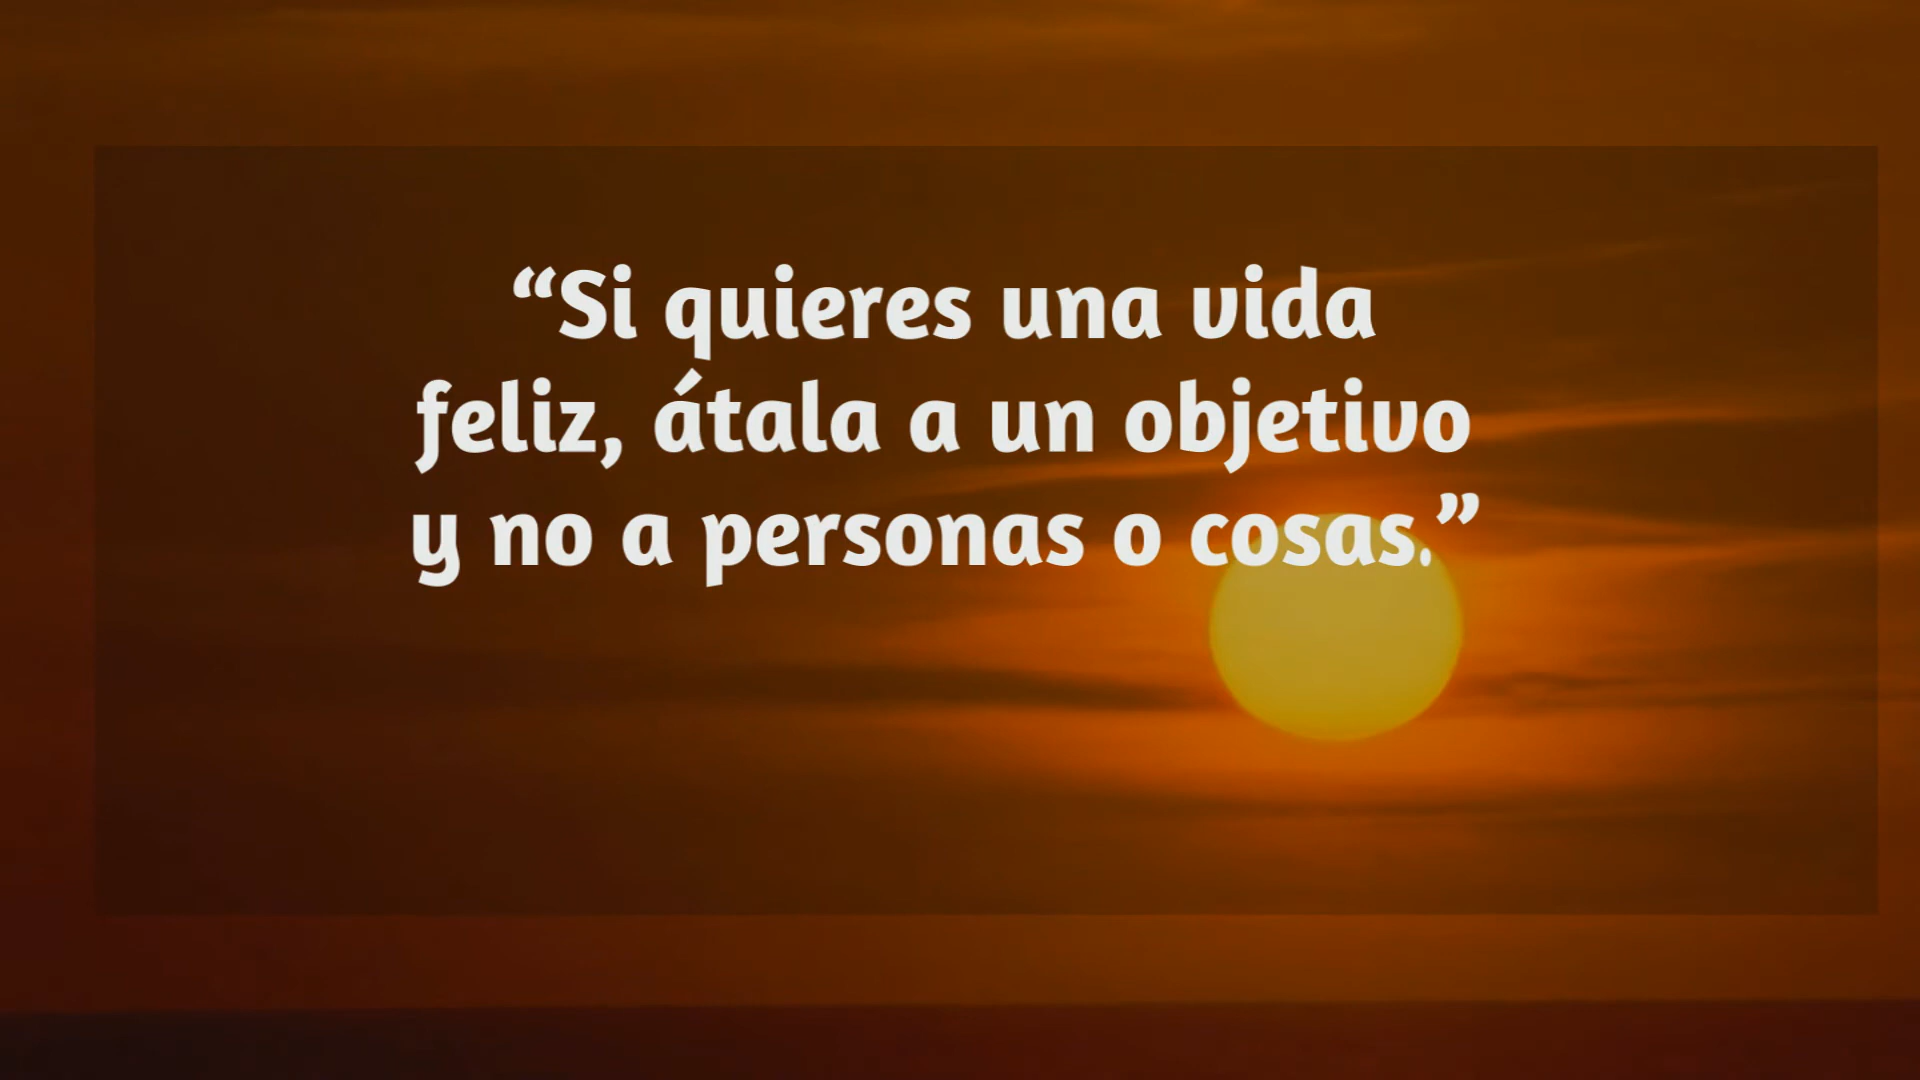 “Si quieres una vida
feliz, átala a un objetivo
y no a personas o cosas.”